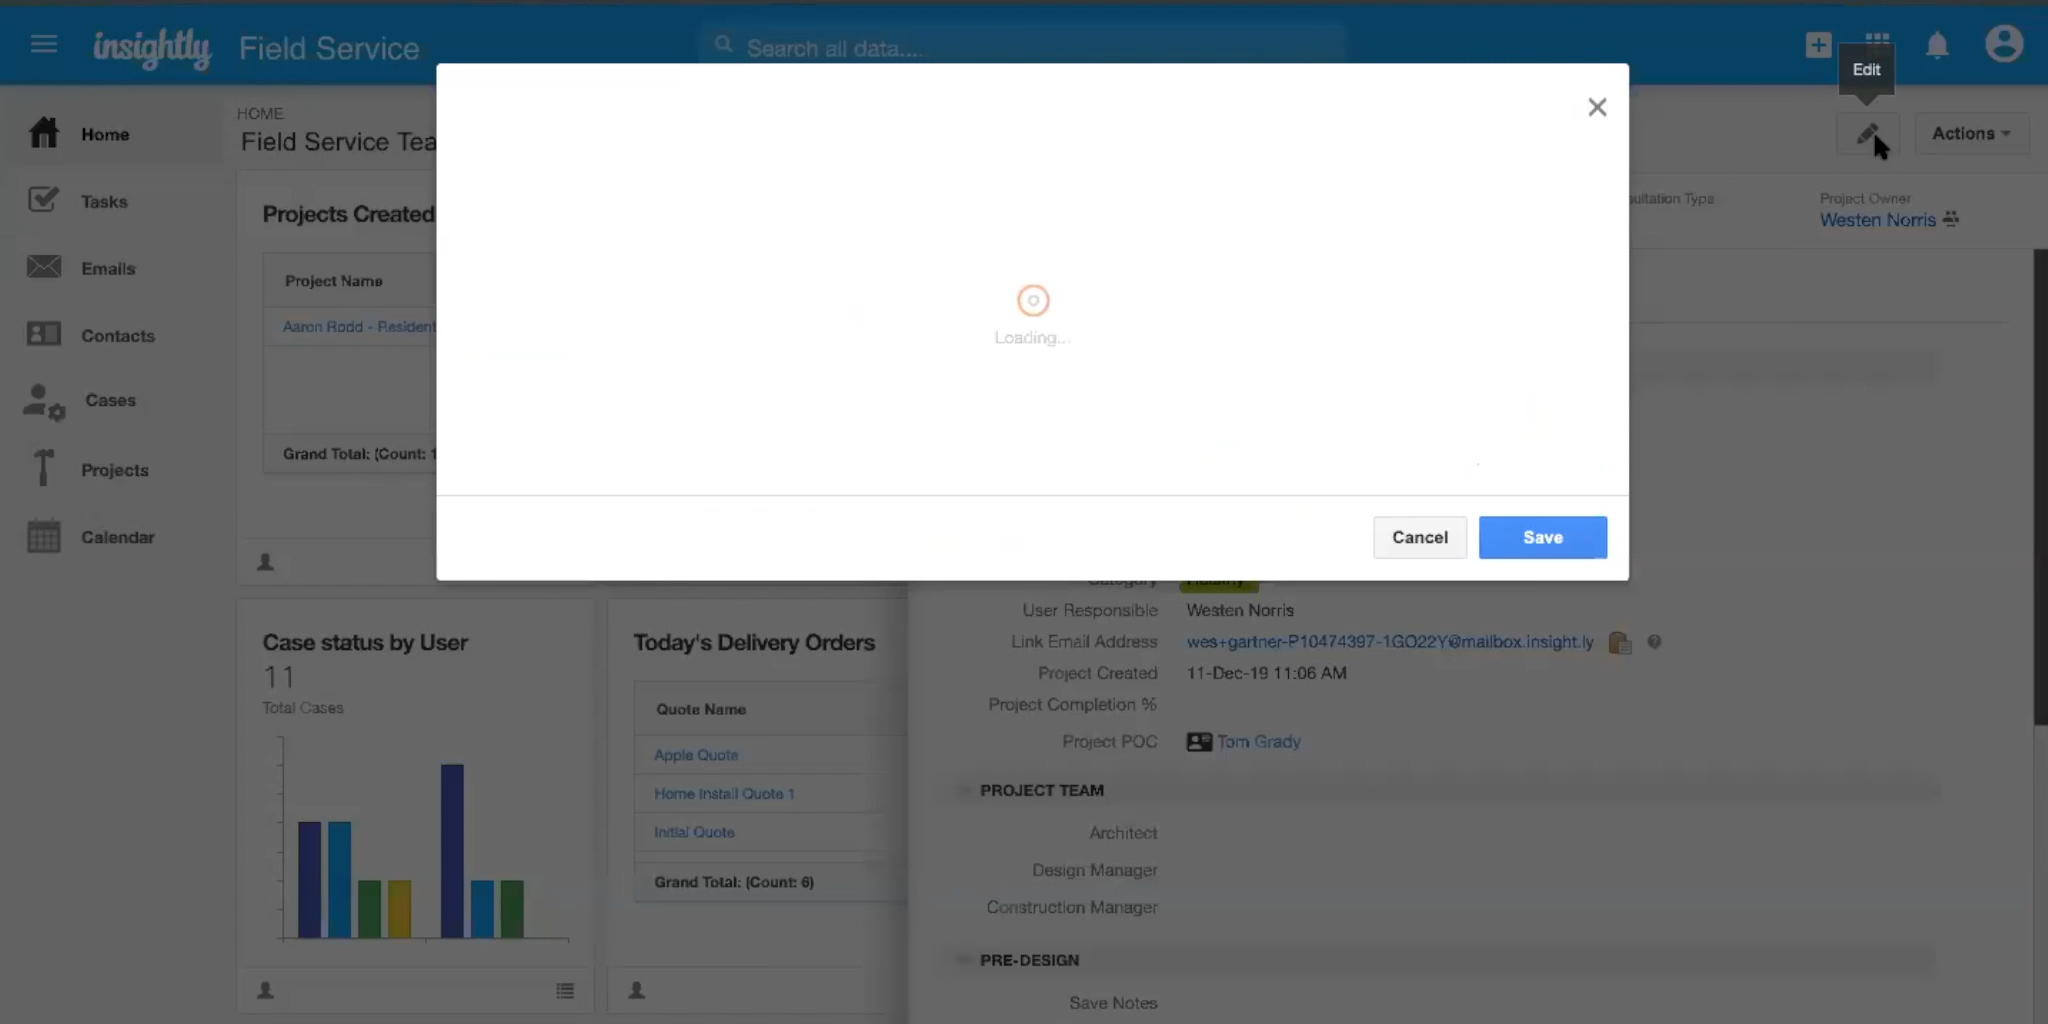 insightly
Field Service
Search all data....
Edit
Home
Tasks
Emails
Contacts
Cases
Projects
Calendar
HOME
Field Service Tea
Actions
Type
Project Owner
Westen Norris
Projects Created
Project Name
Aaron Rodd - Resident
Grand Total: (Count: 1
Loading...
Cancel
Save
Category
User Responsible
Westen Norris
Link Email Address
wes+gartner-P10474397-1GO22Y@mailbox.insight.ly
Project Created
11-Dec-19 11:06 AM
Project Completion %
Project POC
Tom Grady
PROJECT TEAM
Architect
Design Manager
Construction Manager
PRE-DESIGN
Save Notes
Case status by User
11
Total Cases
Today's Delivery Orders
Quote Name
Apple Quote
Home Install Quote 1
Initial Quote
Grand Total: (Count: 6)